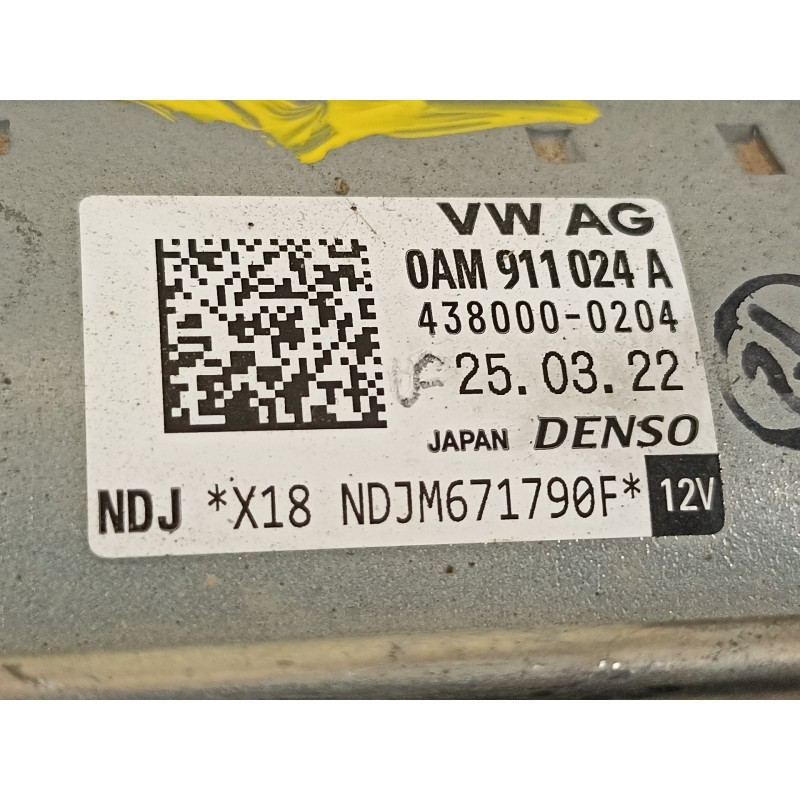 VW AG
0AM 911 024 A
438000-0204
25.03.22
JAPAN DENSO
NDJ *X18 NDJM671790F* 12V